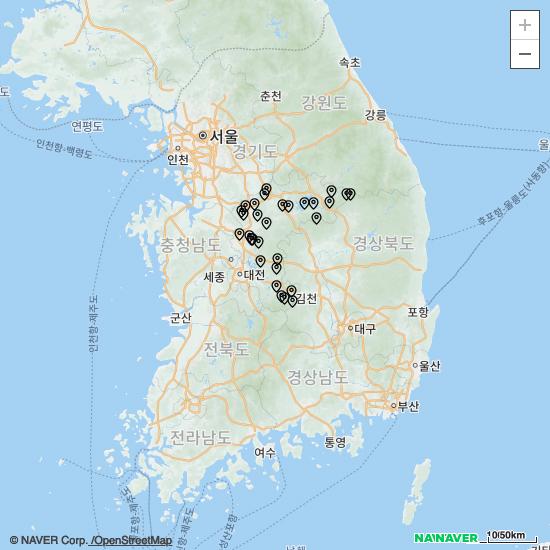 +
−
속초
춘천
강원도
강릉
도
연평도
서울
울
인천
경기도
인천항-백령도
후포항-울릉도(사동항)
충청남도
경상북도
세종
대전
김천
인천항-제주도
군산
포항
대구
전북도
울산
경상남도
부산
전라남도
통영
여수
© NAVER Corp. /OpenStreetMap
NAVER
10/50km